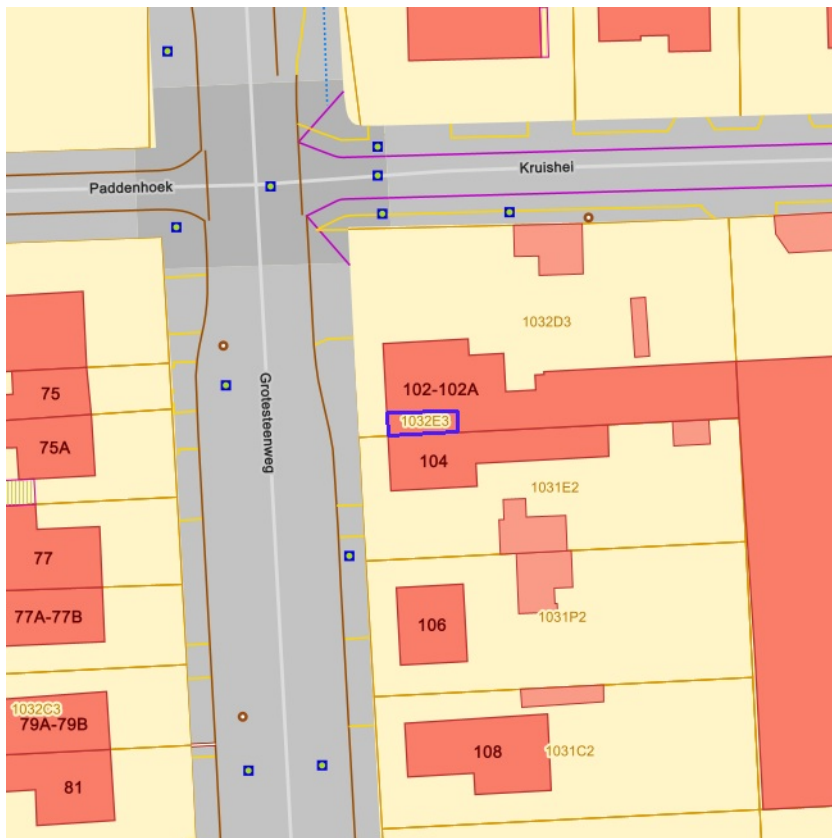 Paddenhoek
Kruishei
Grotesteenweg
1032D3
75
102-102A
1032E3
75A
104
1031E2
77
77A-77B
106
1031P2
1032C3
79A-79B
108
1031C2
81